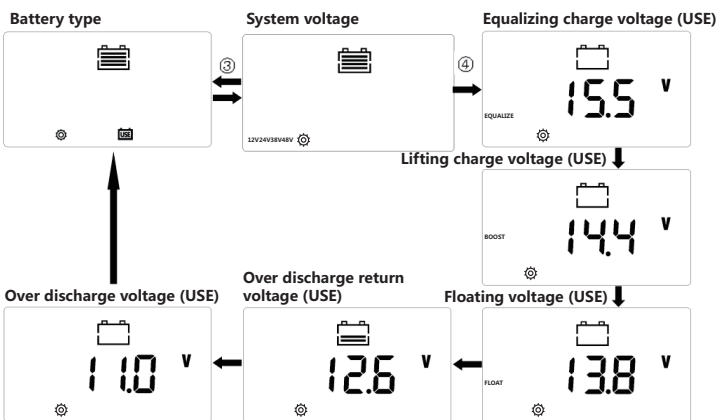 Battery type
System voltage
Equalizing charge voltage (USE)
③
④
USE
12V24V38V48V
EQUALIZE
15.5 V
Lifting charge voltage (USE)
BOOST
14.4 V
Over discharge voltage (USE)
Over discharge return
voltage (USE)
Floating voltage (USE)
11.0 V
12.6 V
FLOAT
13.8 V